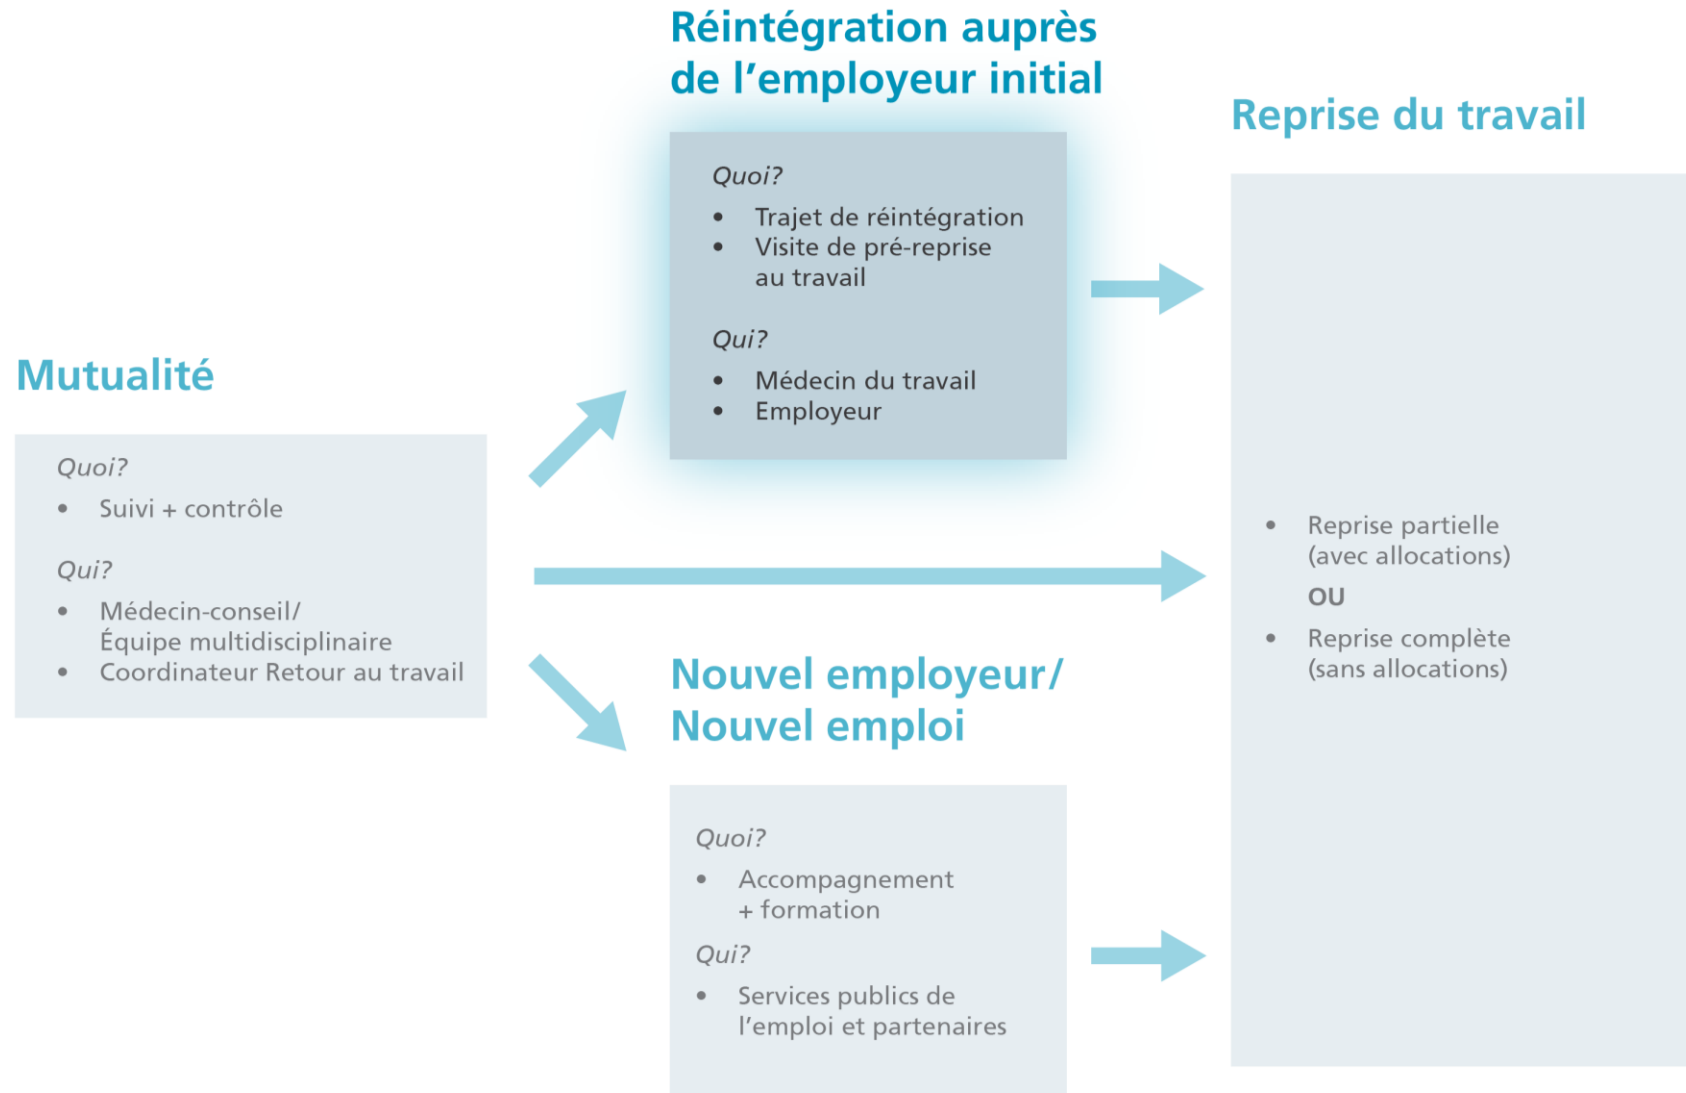 Mutualité
Quoi?
• Suivi + contrôle
Qui?
• Médecin-conseil/
Équipe multidisciplinaire
• Coordinateur Retour au travail
Réintégration auprès
de l'employeur initial
Quoi?
• Trajet de réintégration
• Visite de pré-reprise
au travail
Qui?
• Médecin du travail
• Employeur
Nouvel employeur/
Nouvel emploi
Quoi?
• Accompagnement
+ formation
Qui?
• Services publics de
l'emploi et partenaires
Reprise du travail
• Reprise partielle
(avec allocations)
OU
• Reprise complète
(sans allocations)